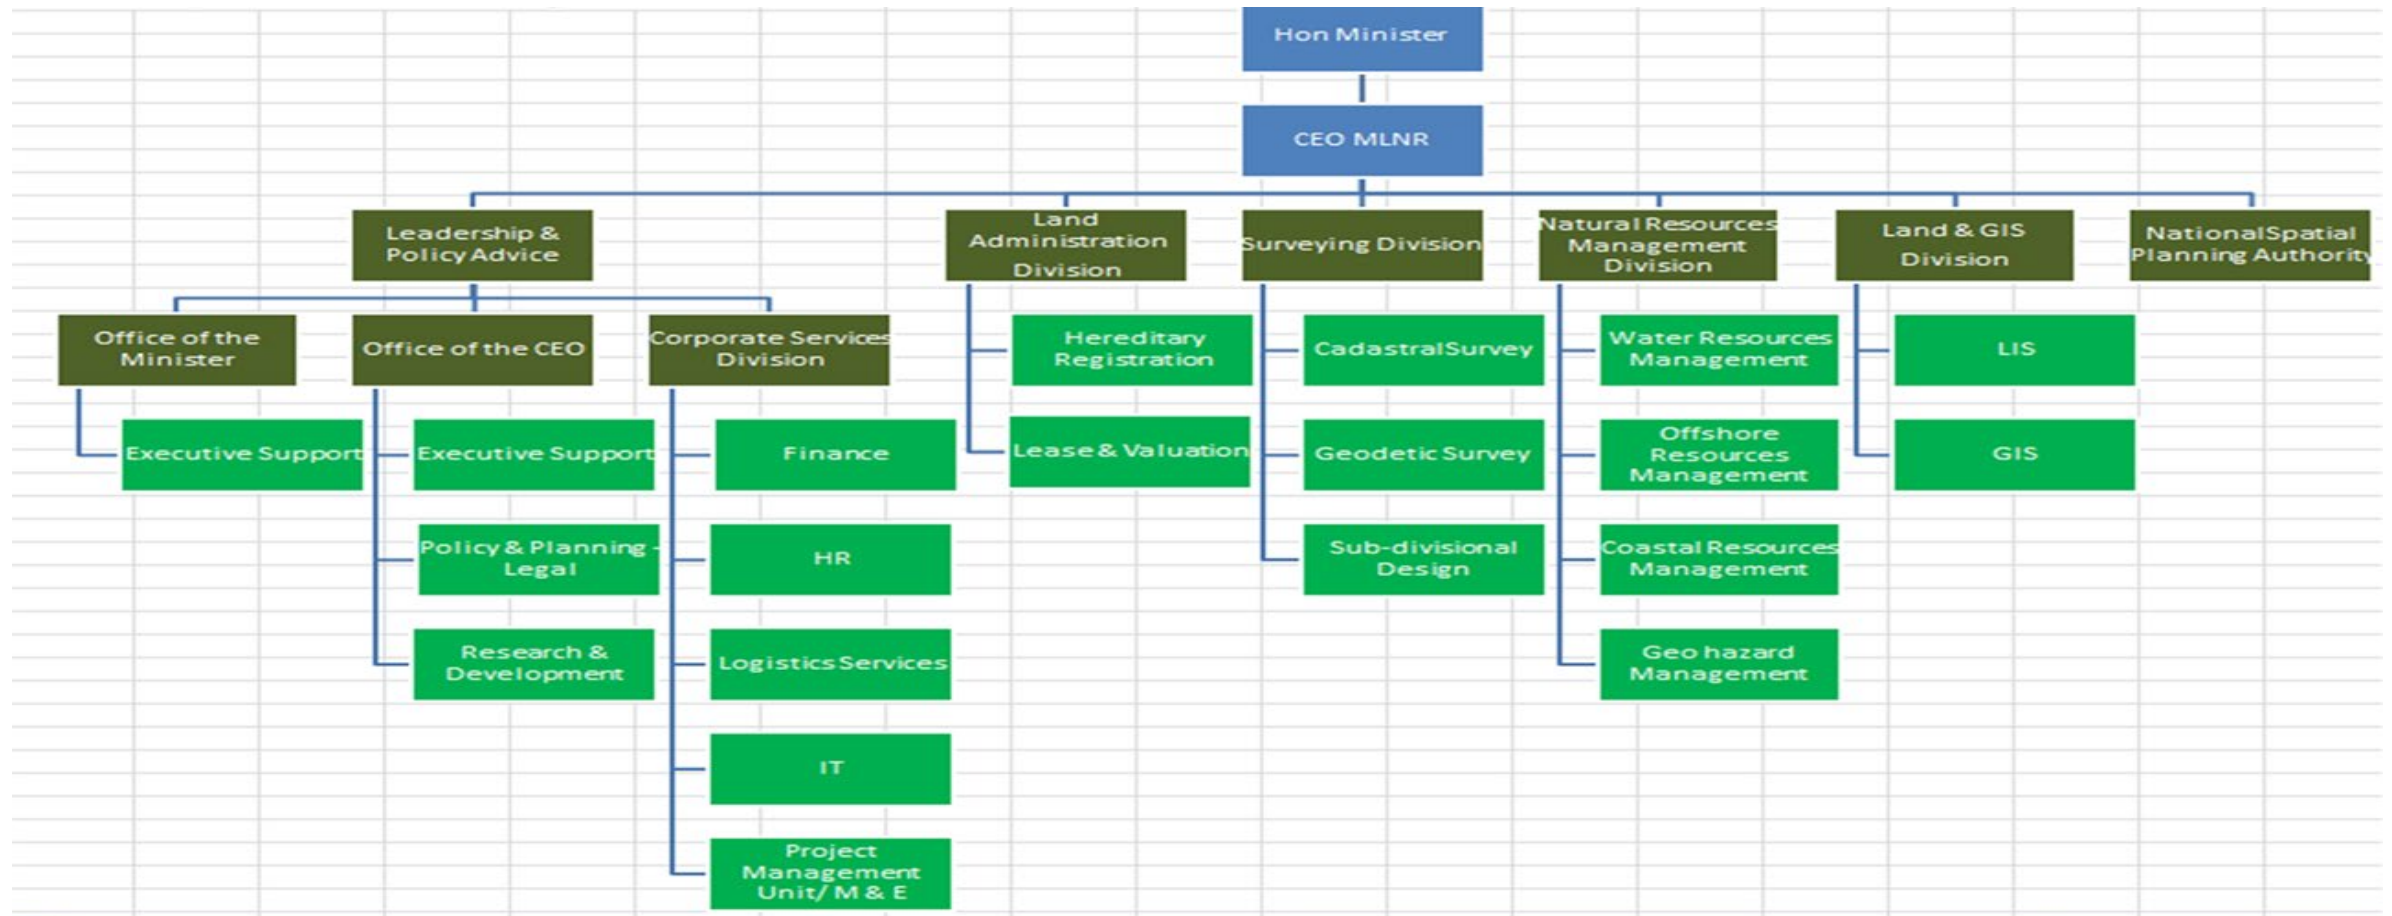 Hon Minister
CEO MLNR
Leadership &
Policy Advice
Land
Administration
Division
Surveying Division
Natural Resources
Management
Division
Land & GIS
Division
National Spatial
Planning Authority
Office of the
Minister
Office of the CEO
Corporate Services
Division
Hereditary
Registration
Cadastral Survey
Water Resources
Management
LIS
Executive Support
Executive Support
Finance
Lease & Valuation
Geodetic Survey
Offshore
Resources
Management
GIS
Policy & Planning -
Legal
HR
Sub-divisional
Design
Coastal Resources
Management
Research &
Development
Logistics Services
Geo hazard
Management
IT
Project
Management
Unit/ M & E